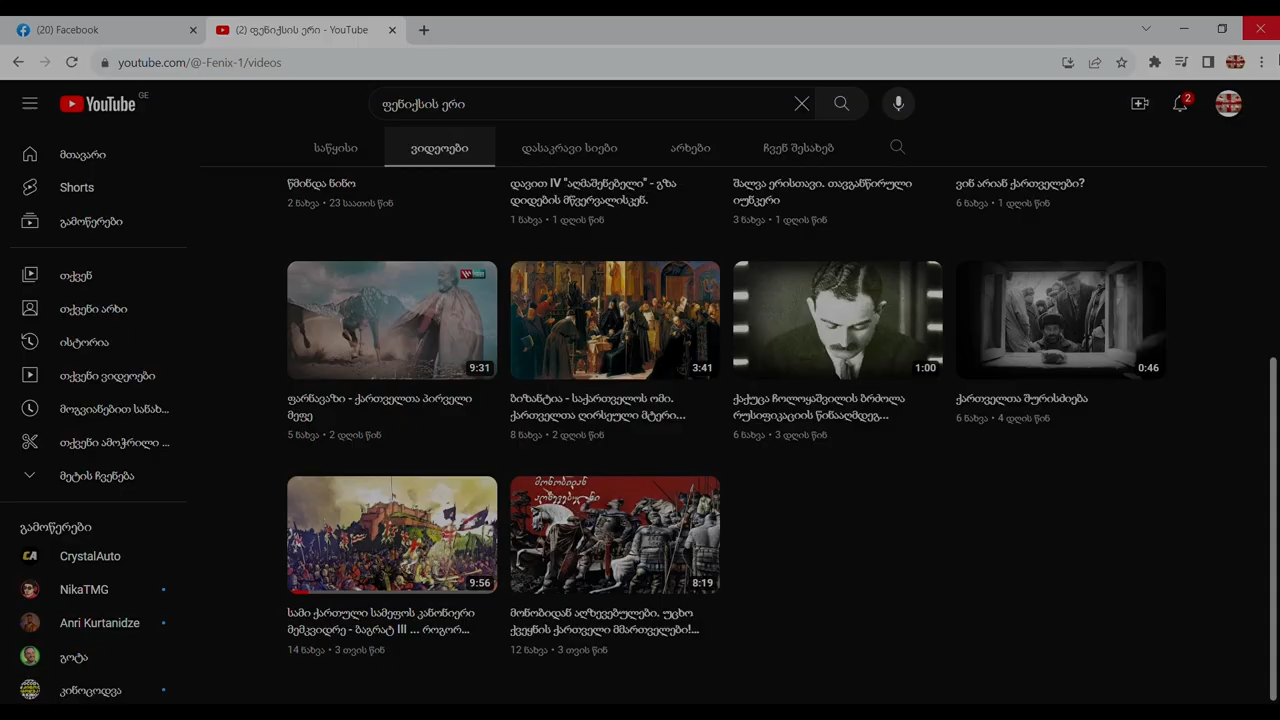 (20) Facebook
(2) ფენიქსის ერი - YouTube
youtube.com/@-Fenix-1/videos
YouTube GE
ფენიქსის ერი
2
საწყისი
ვიდეოები
დასაკრავი სიები
არხები
ჩვენ შესახებ
მთავარი
Shorts
გამოწერები
თქვენ
თქვენი არხი
ისტორია
თქვენი ვიდეოები
მოგვიანებით სანახ...
თქვენი ამოჭრილი ...
მეტის ჩვენება
გამოწერები
CrystalAuto
NikaTMG
Anri Kurtanidze
გოტა
კინოცოდვა
წმინდა ნინო
2 ნახვა • 23 საათის წინ
დავით IV "აღმაშენებელი" - გზა
დიდების მწვერვალისკენ.
1 ნახვა • 1 დღის წინ
შალვა ერისთავი. თავგანწირული
იუნკერი
3 ნახვა • 1 დღის წინ
ვინ არიან ქართველები?
6 ნახვა • 1 დღის წინ
9:31
ფარნავაზი - ქართველთა პირველი
მეფე
5 ნახვა • 2 დღის წინ
3:41
ბიზანტია - საქართველოს ომი.
ქართველთა ღირსეული მტერი...
8 ნახვა • 2 დღის წინ
1:00
ქაქუცა ჩოლოყაშვილის ბრძოლა
რუსიფიკაციის წინააღმდეგ...
6 ნახვა • 3 დღის წინ
0:46
ქართველთა შურისძიება
6 ნახვა • 4 დღის წინ
9:56
სამი ქართული სამეფოს კანონიერი
მემკვიდრე - ბაგრატ III ... როგორ...
14 ნახვა • 3 თვის წინ
მონობიდან
აღზევებულნი
8:19
მონობიდან აღზევებულები. უცხო
ქვეყნის ქართველი მმართველები!...
12 ნახვა • 3 თვის წინ